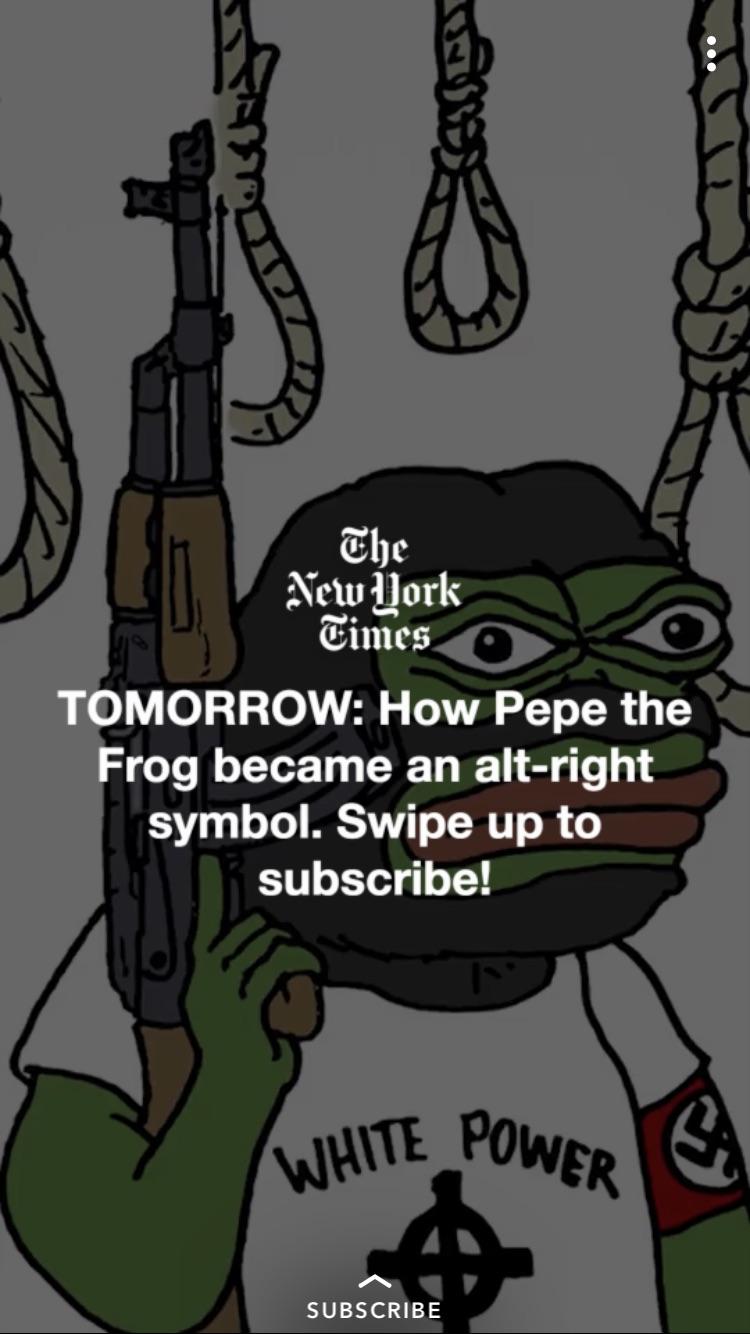 The
New York
Times
TOMORROW: How Pepe the
Frog became an alt-right
symbol. Swipe up to
subscribe!
WHITE POWER
SUBSCRIBE